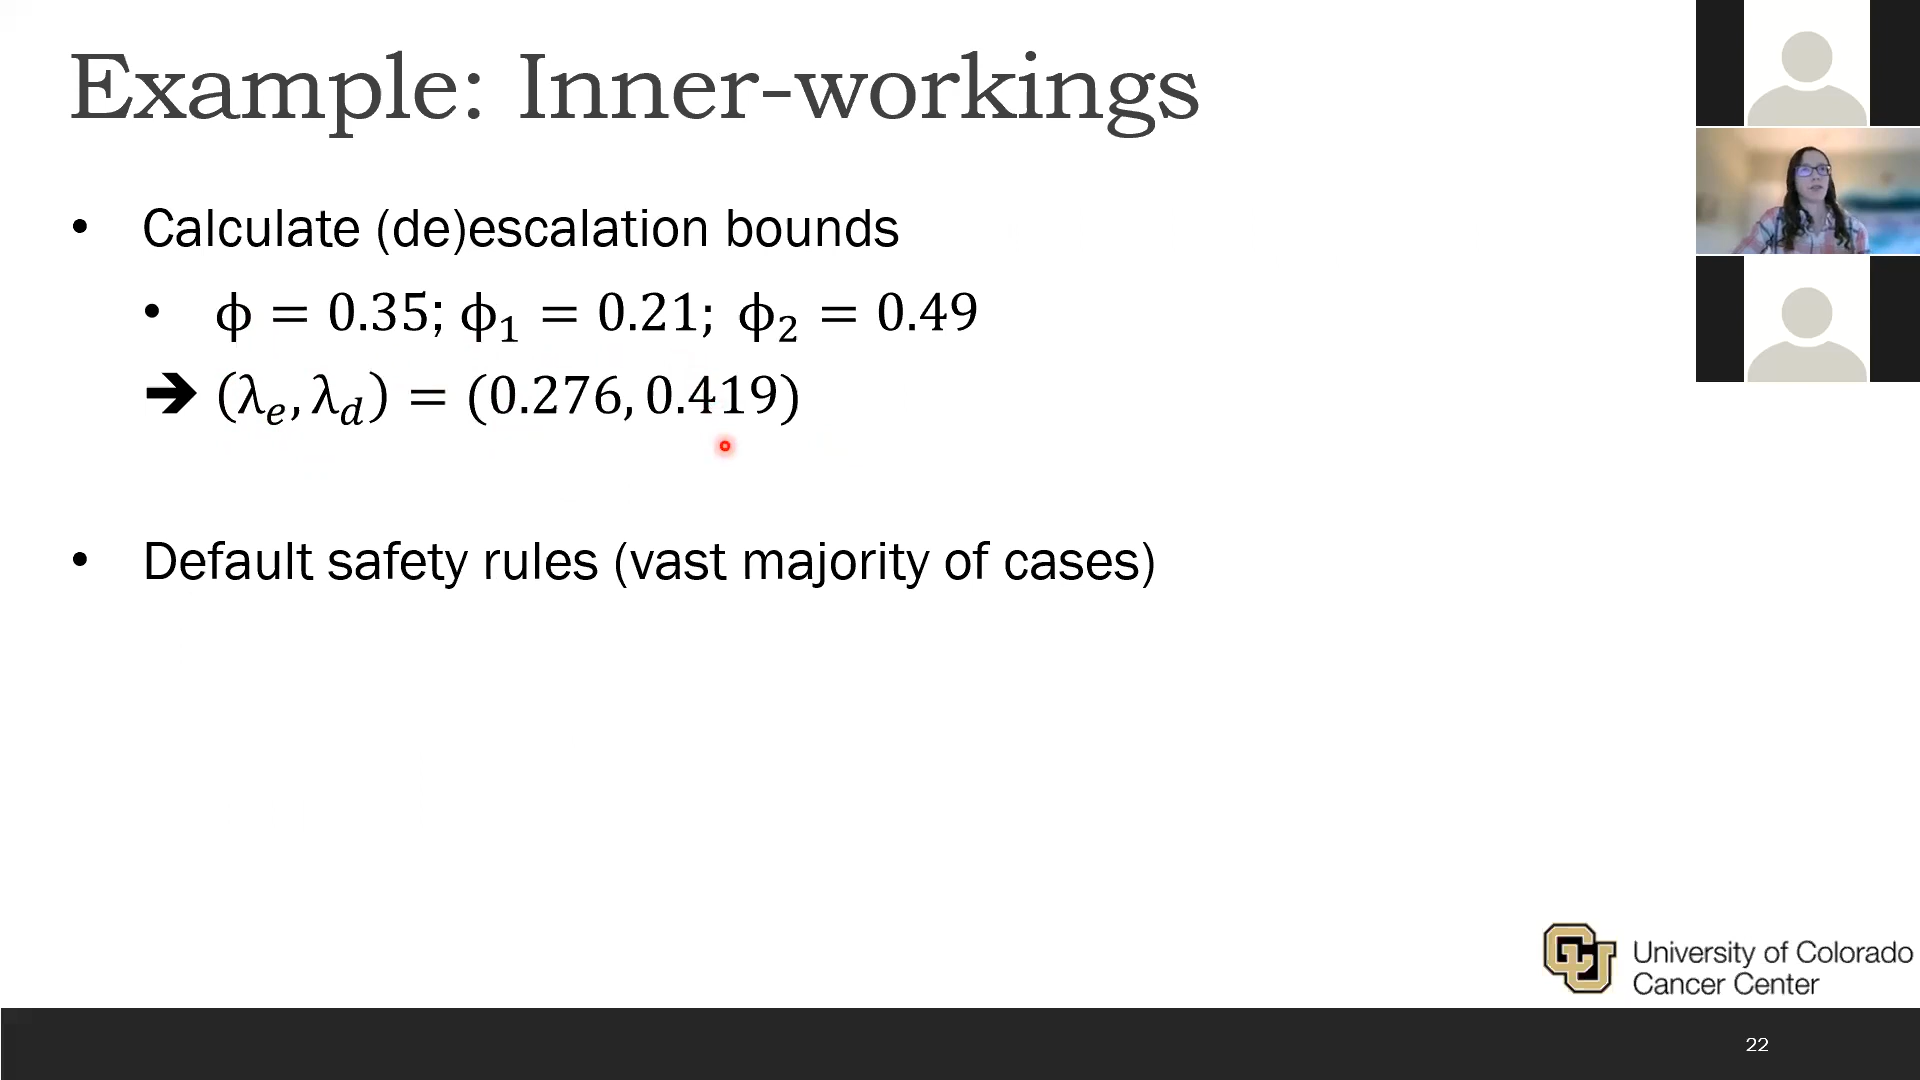 Example: Inner-workings
• Calculate (de)escalation bounds
• ϕ = 0.35; ϕ₁ = 0.21; ϕ₂ = 0.49
🡺 (λₑ, λ_d) = (0.276, 0.419)
• Default safety rules (vast majority of cases)
University of Colorado
Cancer Center
22